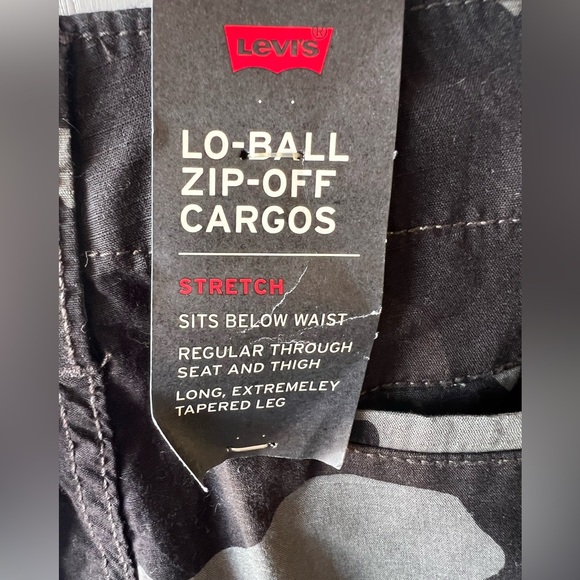 Levi's®
LO-BALL
ZIP-OFF
CARGOS
STRETCH
SITS BELOW WAIST
REGULAR THROUGH
SEAT AND THIGH
LONG, EXTREMELEY
TAPERED LEG